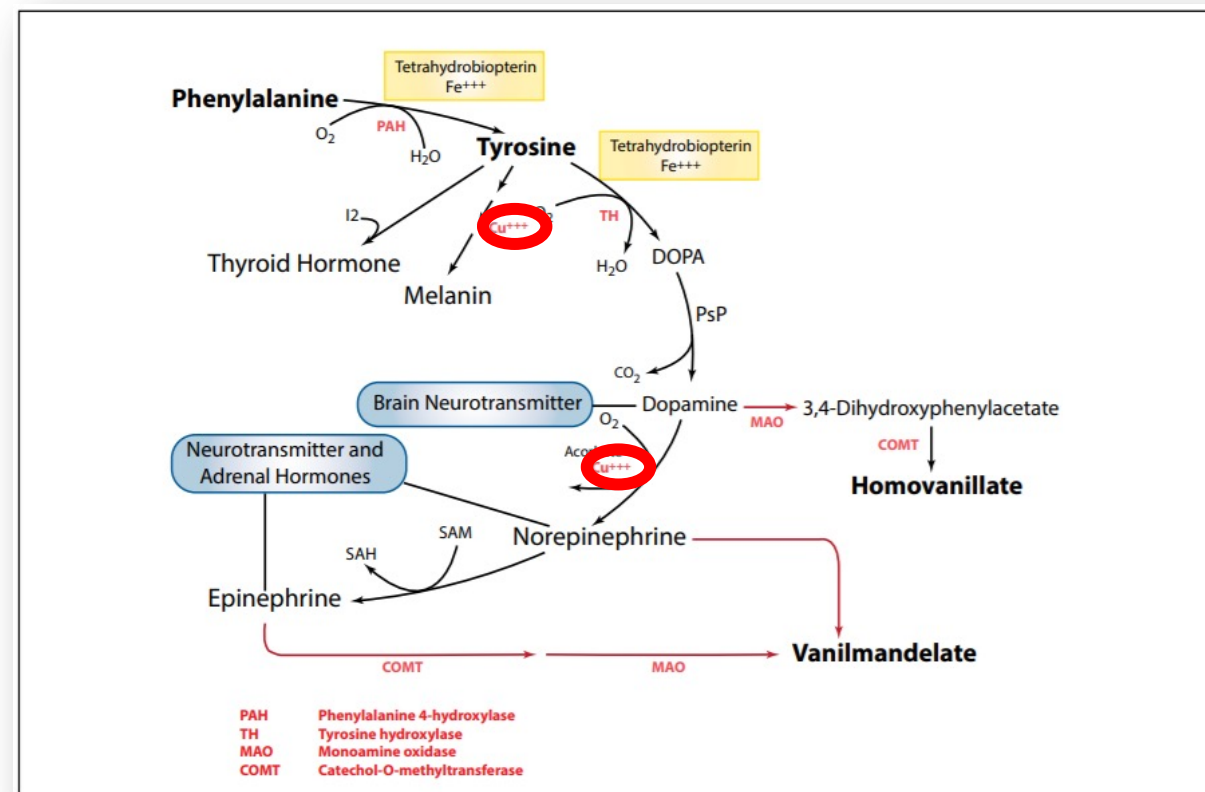 Tetrahydrobiopterin
Fe+++
Phenylalanine
O2
PAH
H2O
Tyrosine
Tetrahydrobiopterin
Fe+++
I2
Cu+++
TH
H2O
DOPA
Thyroid Hormone
Melanin
PsP
CO2
Brain Neurotransmitter
Dopamine
MAO
3,4-Dihydroxyphenylacetate
O2
COMT
Neurotransmitter and
Adrenal Hormones
Cu+++
Homovanillate
SAM
Norepinephrine
SAH
Epinephrine
Vanilmandelate
COMT
MAO
PAH Phenylalanine 4-hydroxylase
TH Tyrosine hydroxylase
MAO Monoamine oxidase
COMT Catechol-O-methyltransferase